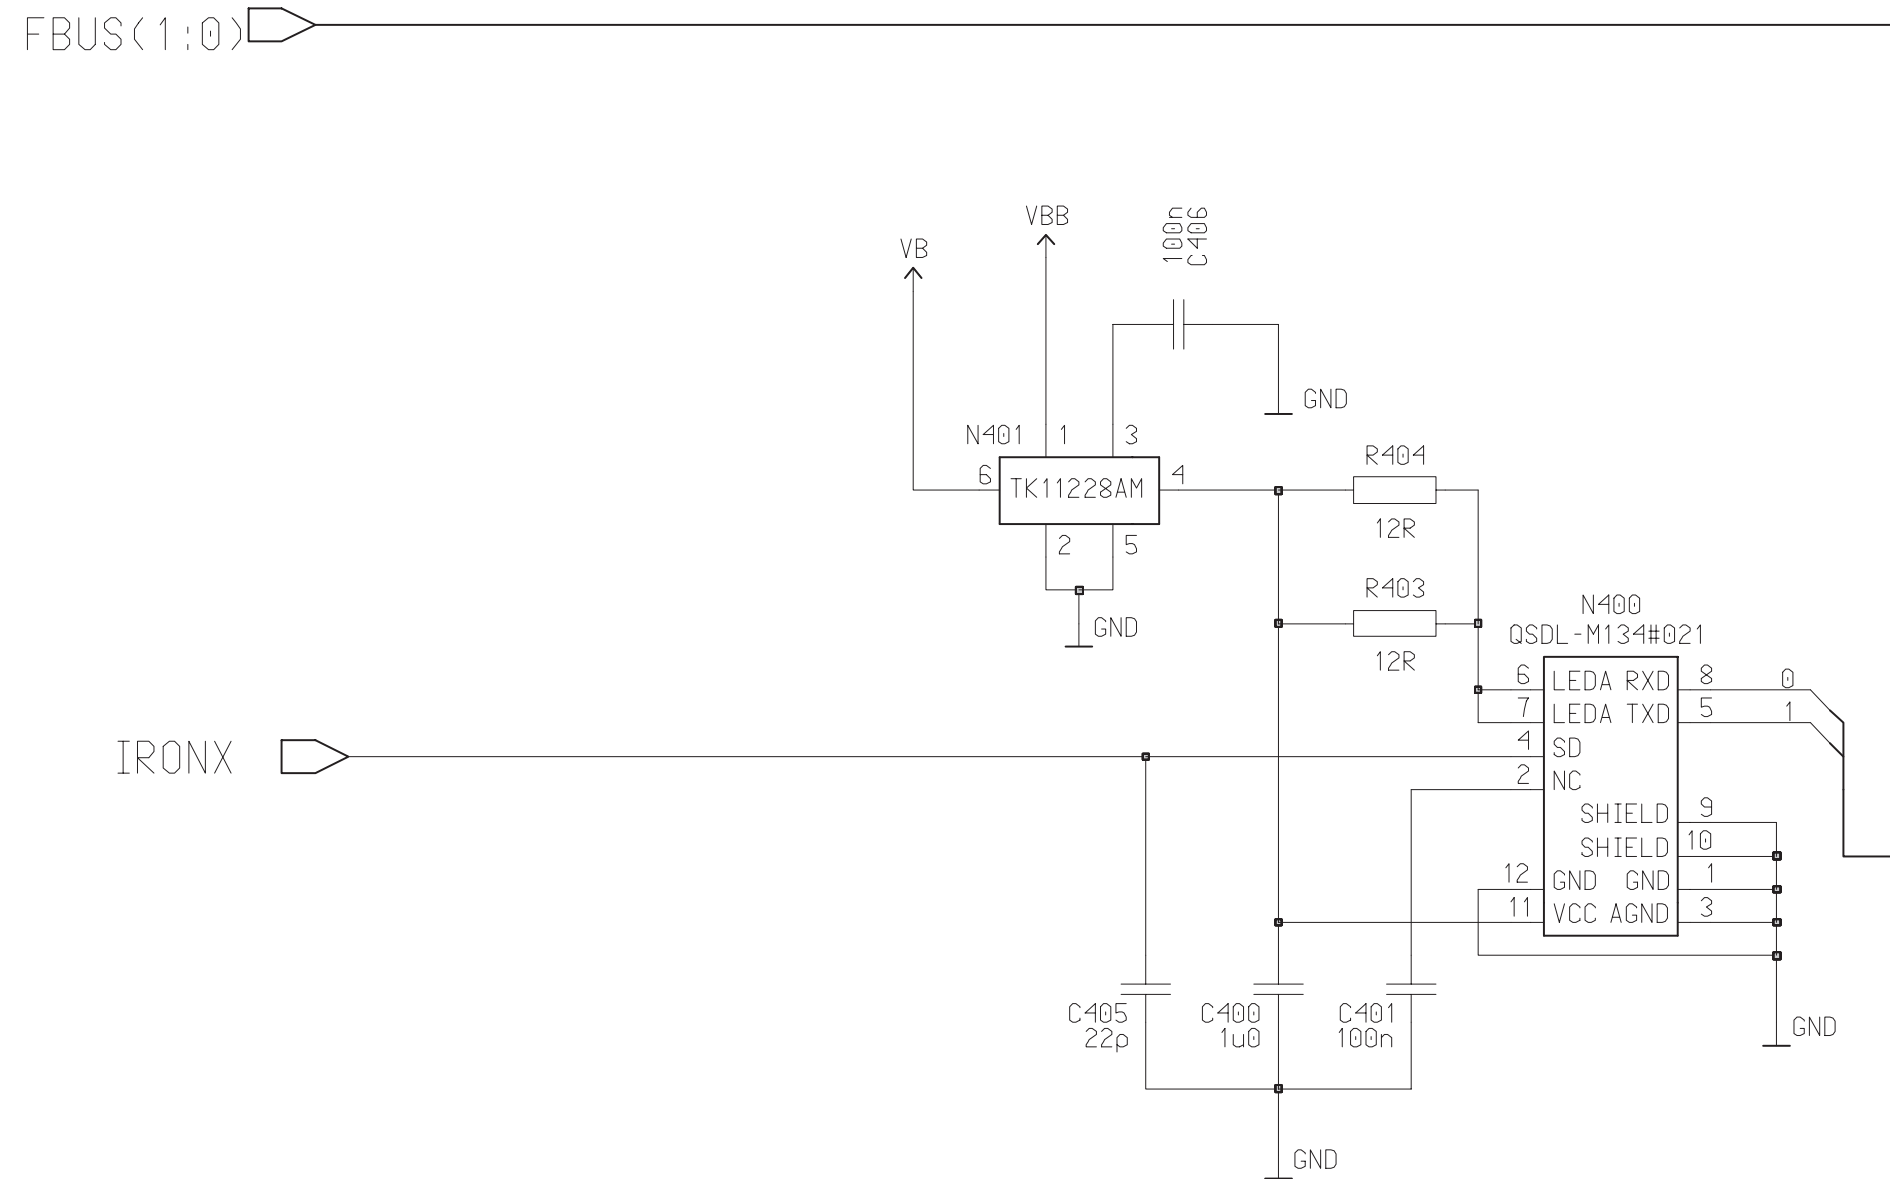 FBUS(1:0)
VBB
VB
100n
C406
GND
N401
1
3
6
TK11228AM
4
2
5
GND
R404
12R
R403
12R
N400
QSDL-M134#021
6 LEDA RXD 8 0
7 LEDA TXD 5 1
IRONX
4 SD
2 NC
SHIELD 9
SHIELD 10
12 GND GND 1
11 VCC AGND 3
C405
22p
C400
1u0
C401
100n
GND
GND